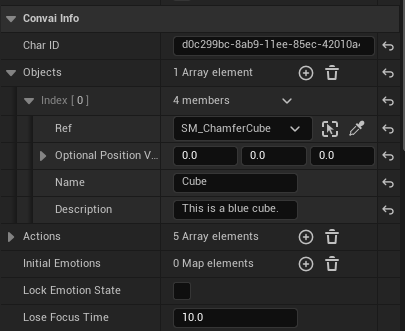 Convai Info
Char ID d0c299bc-8ab9-11ee-85ec-42010a
Objects 1 Array element
Index [ 0 ] 4 members
Ref SM_ChamferCube
Optional Position V... 0.0 0.0 0.0
Name Cube
Description This is a blue cube.
Actions 5 Array elements
Initial Emotions 0 Map elements
Lock Emotion State
Lose Focus Time 10.0